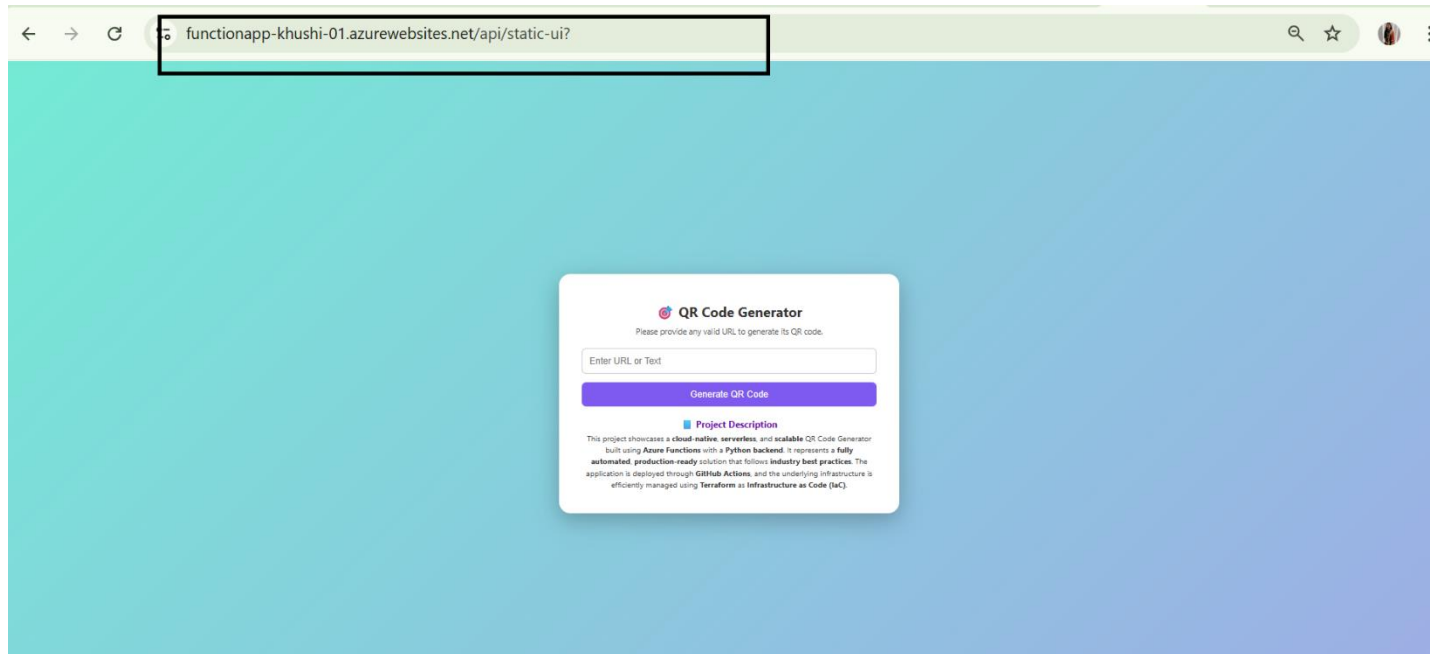 functionapp-khushi-01.azurewebsites.net/api/static-ui?
🎯 QR Code Generator
Please provide any valid URL to generate its QR code.
Enter URL or Text
Generate QR Code
📘 Project Description
This project showcases a cloud-native, serverless, and scalable QR Code Generator
built using Azure Functions with a Python backend. It represents a fully
automated, production-ready solution that follows industry best practices. The
application is deployed through GitHub Actions, and the underlying infrastructure is
efficiently managed using Terraform as Infrastructure as Code (IaC).